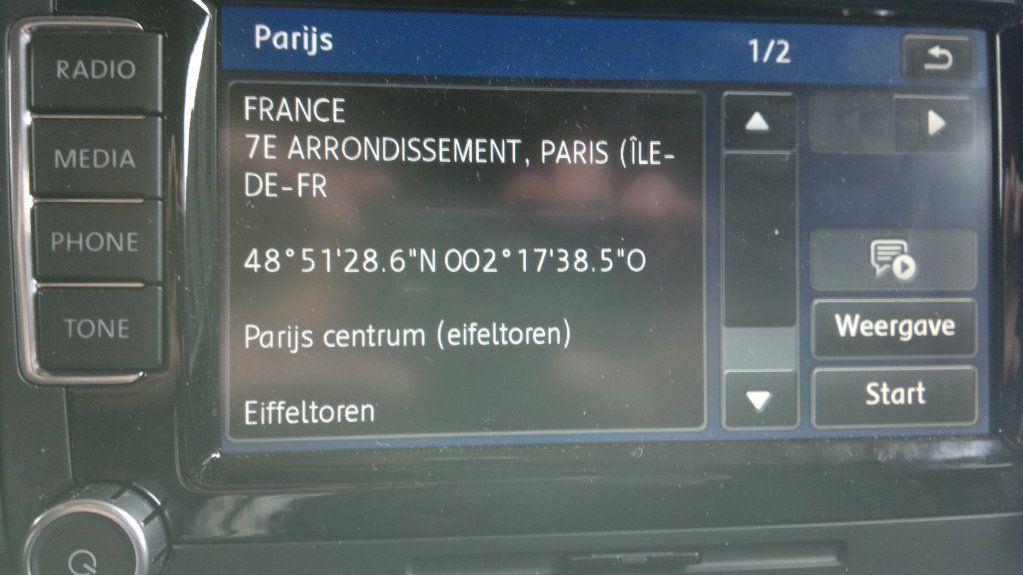 Parijs
1/2
RADIO
MEDIA
PHONE
TONE
FRANCE
7E ARRONDISSEMENT, PARIS (ÎLE-
DE-FR
48°51'28.6"N 002°17'38.5"O
Parijs centrum (eifeltoren)
Eiffeltoren
Weergave
Start